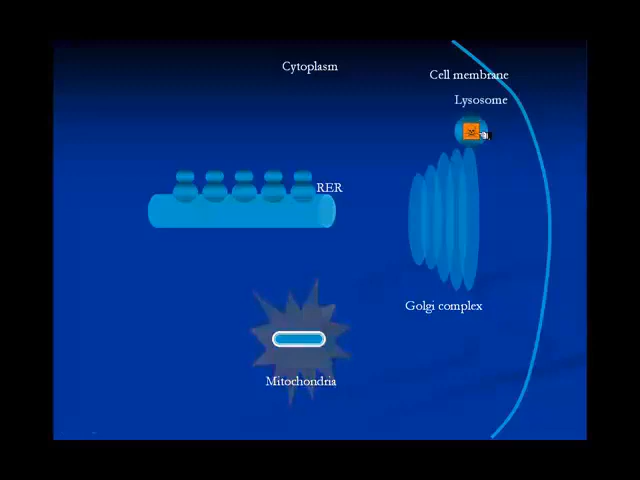 Cytoplasm
Cell membrane
Lysosome
RER
Golgi complex
Mitochondria